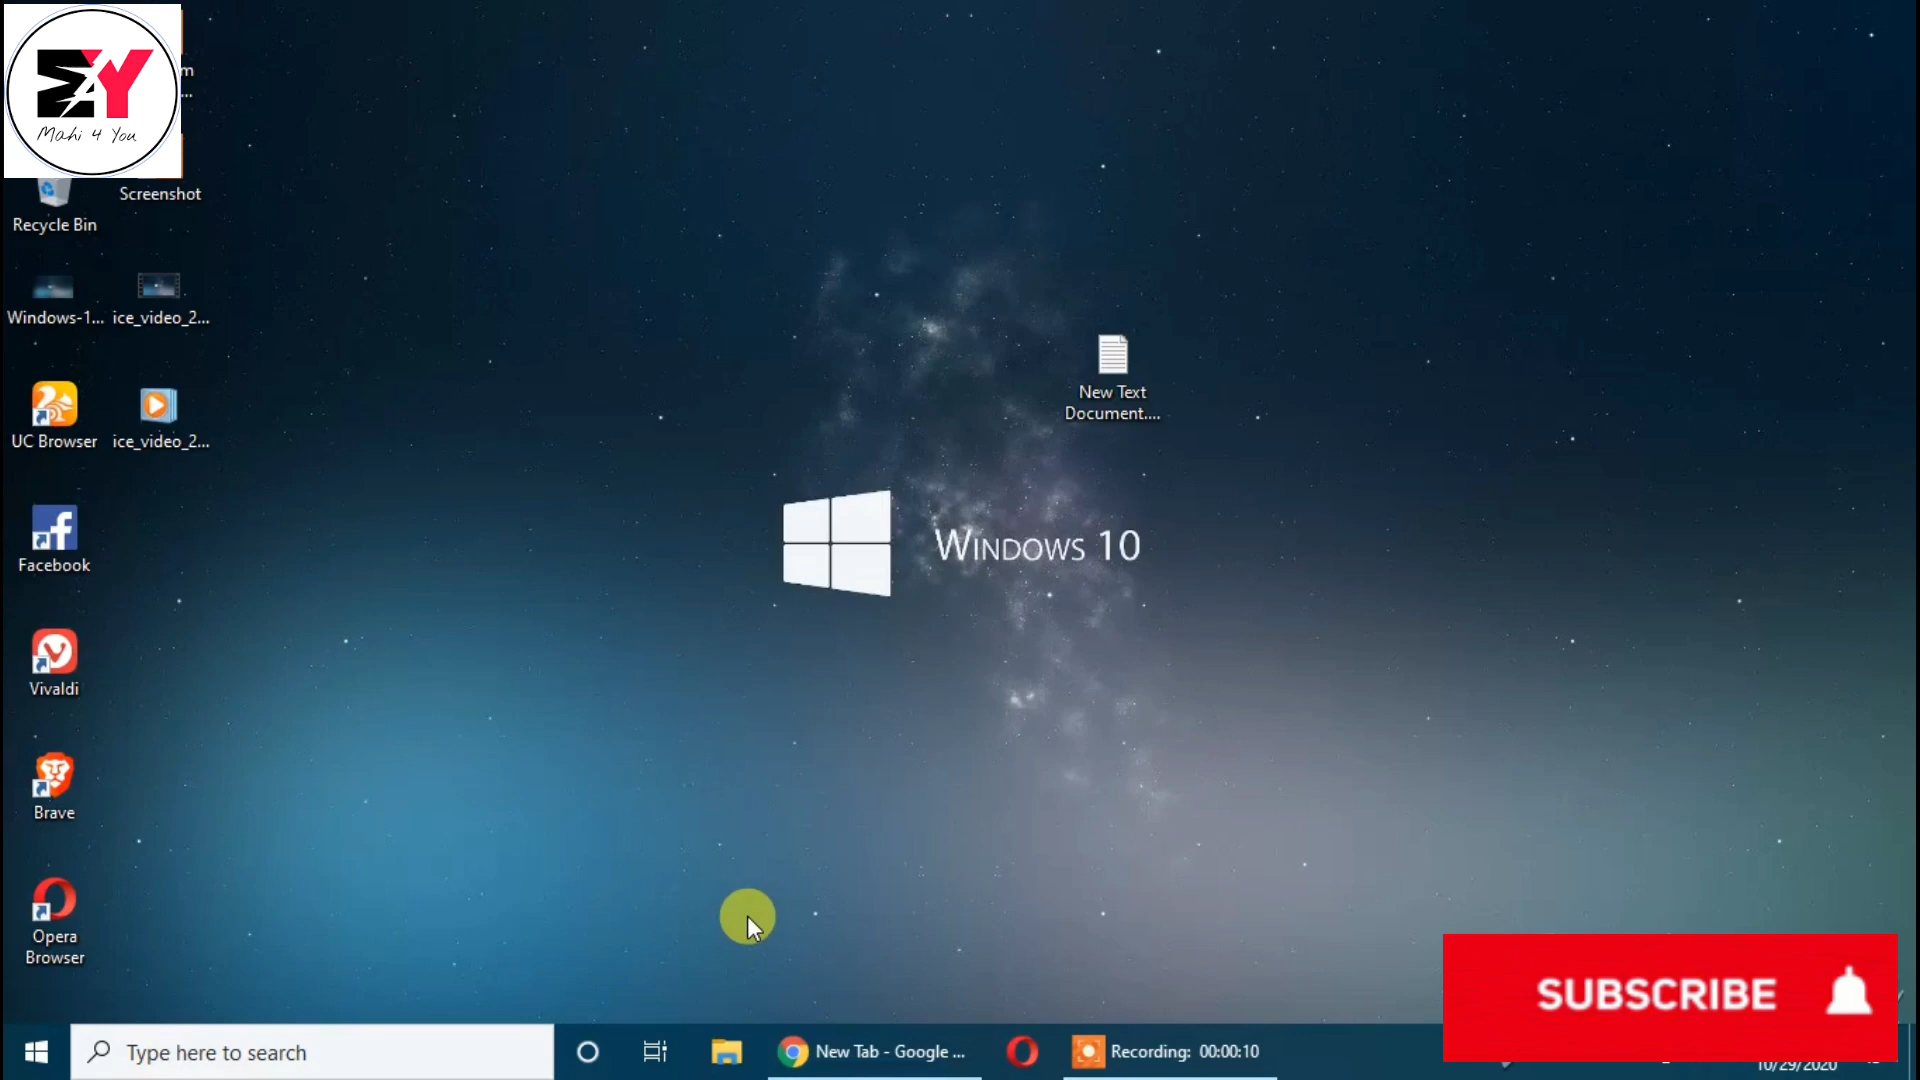 Mahi 4 You
m
...
Screenshot
Recycle Bin
Windows-1...
ice_video_2...
UC Browser
ice_video_2...
New Text
Document....
Facebook
WINDOWS 10
Vivaldi
Brave
Opera
Browser
SUBSCRIBE
Type here to search
New Tab - Google ...
Recording: 00:00:10
10/29/2020